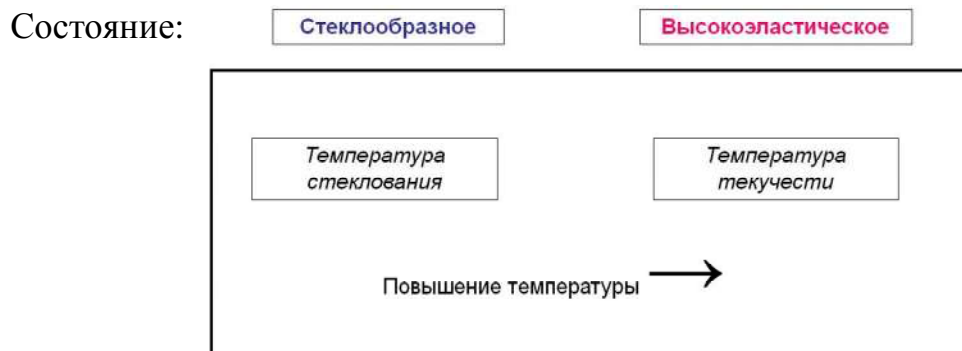 Состояние:
Стеклообразное
Высокоэластическое
Температура
стеклования
Температура
текучести
Повышение температуры